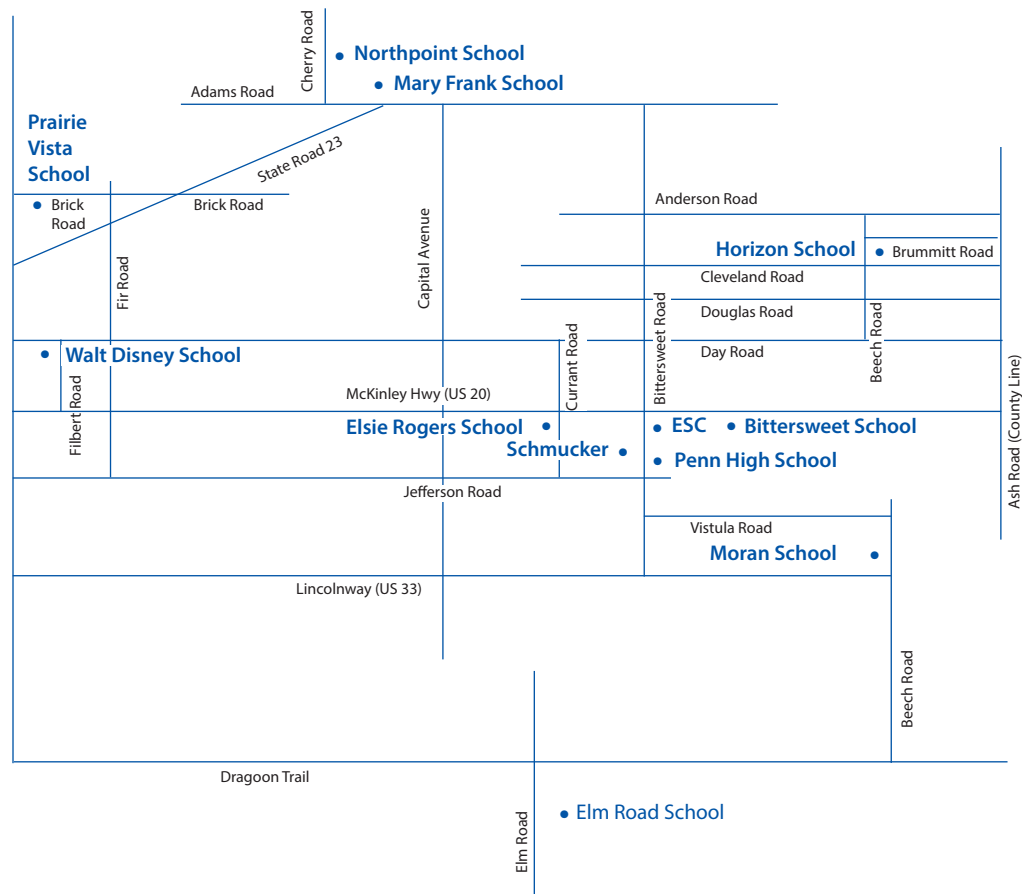 Cherry Road
Northpoint School
Mary Frank School
Adams Road
Prairie
Vista
School
State Road 23
Brick
Road
Brick Road
Anderson Road
Horizon School
Brummitt Road
Cleveland Road
Fir Road
Capital Avenue
Bittersweet Road
Douglas Road
Beech Road
Walt Disney School
Currant Road
Day Road
McKinley Hwy (US 20)
Filbert Road
Elsie Rogers School
ESC
Bittersweet School
Ash Road (County Line)
Schmucker
Penn High School
Jefferson Road
Vistula Road
Moran School
Lincolnway (US 33)
Beech Road
Dragoon Trail
Elm Road School
Elm Road